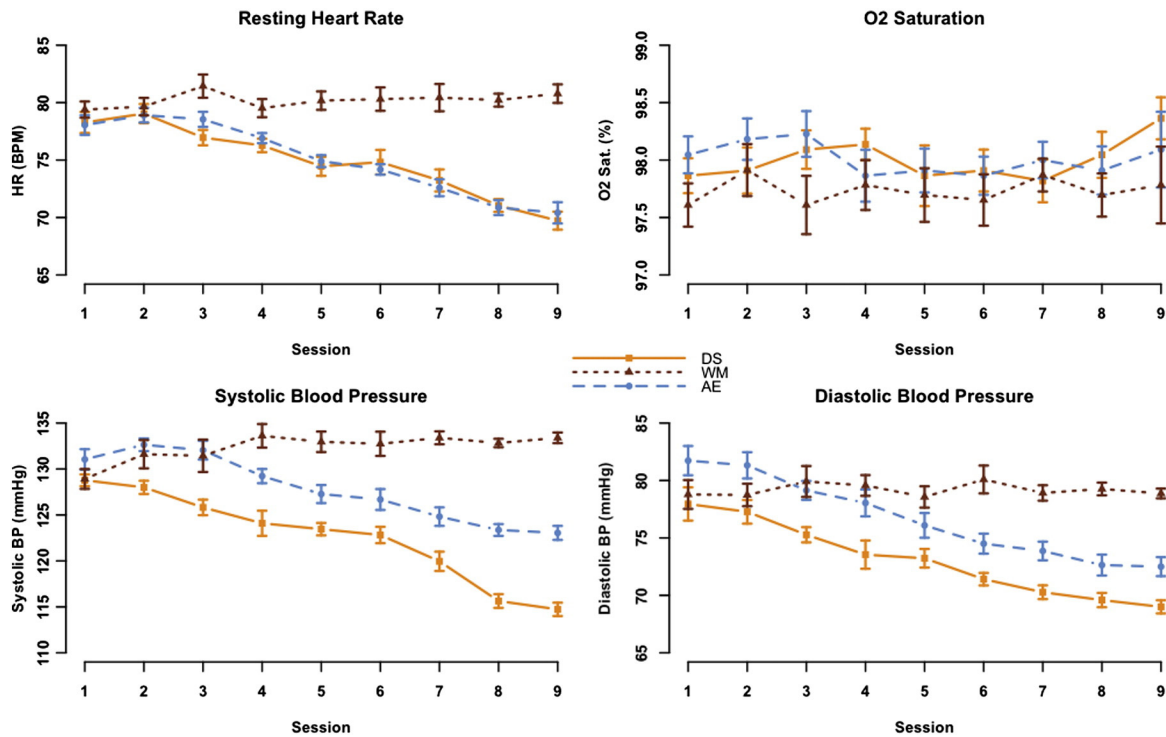 Resting Heart Rate
HR (BPM)
85
80
75
70
65
1 2 3 4 5 6 7 8 9
Session
O2 Saturation
O2 Sat. (%)
99.0
98.5
98.0
97.5
97.0
1 2 3 4 5 6 7 8 9
Session
DS
WM
AE
Systolic Blood Pressure
Systolic BP (mmHg)
135
130
125
120
115
110
1 2 3 4 5 6 7 8 9
Session
Diastolic Blood Pressure
Diastolic BP (mmHg)
85
80
75
70
65
1 2 3 4 5 6 7 8 9
Session